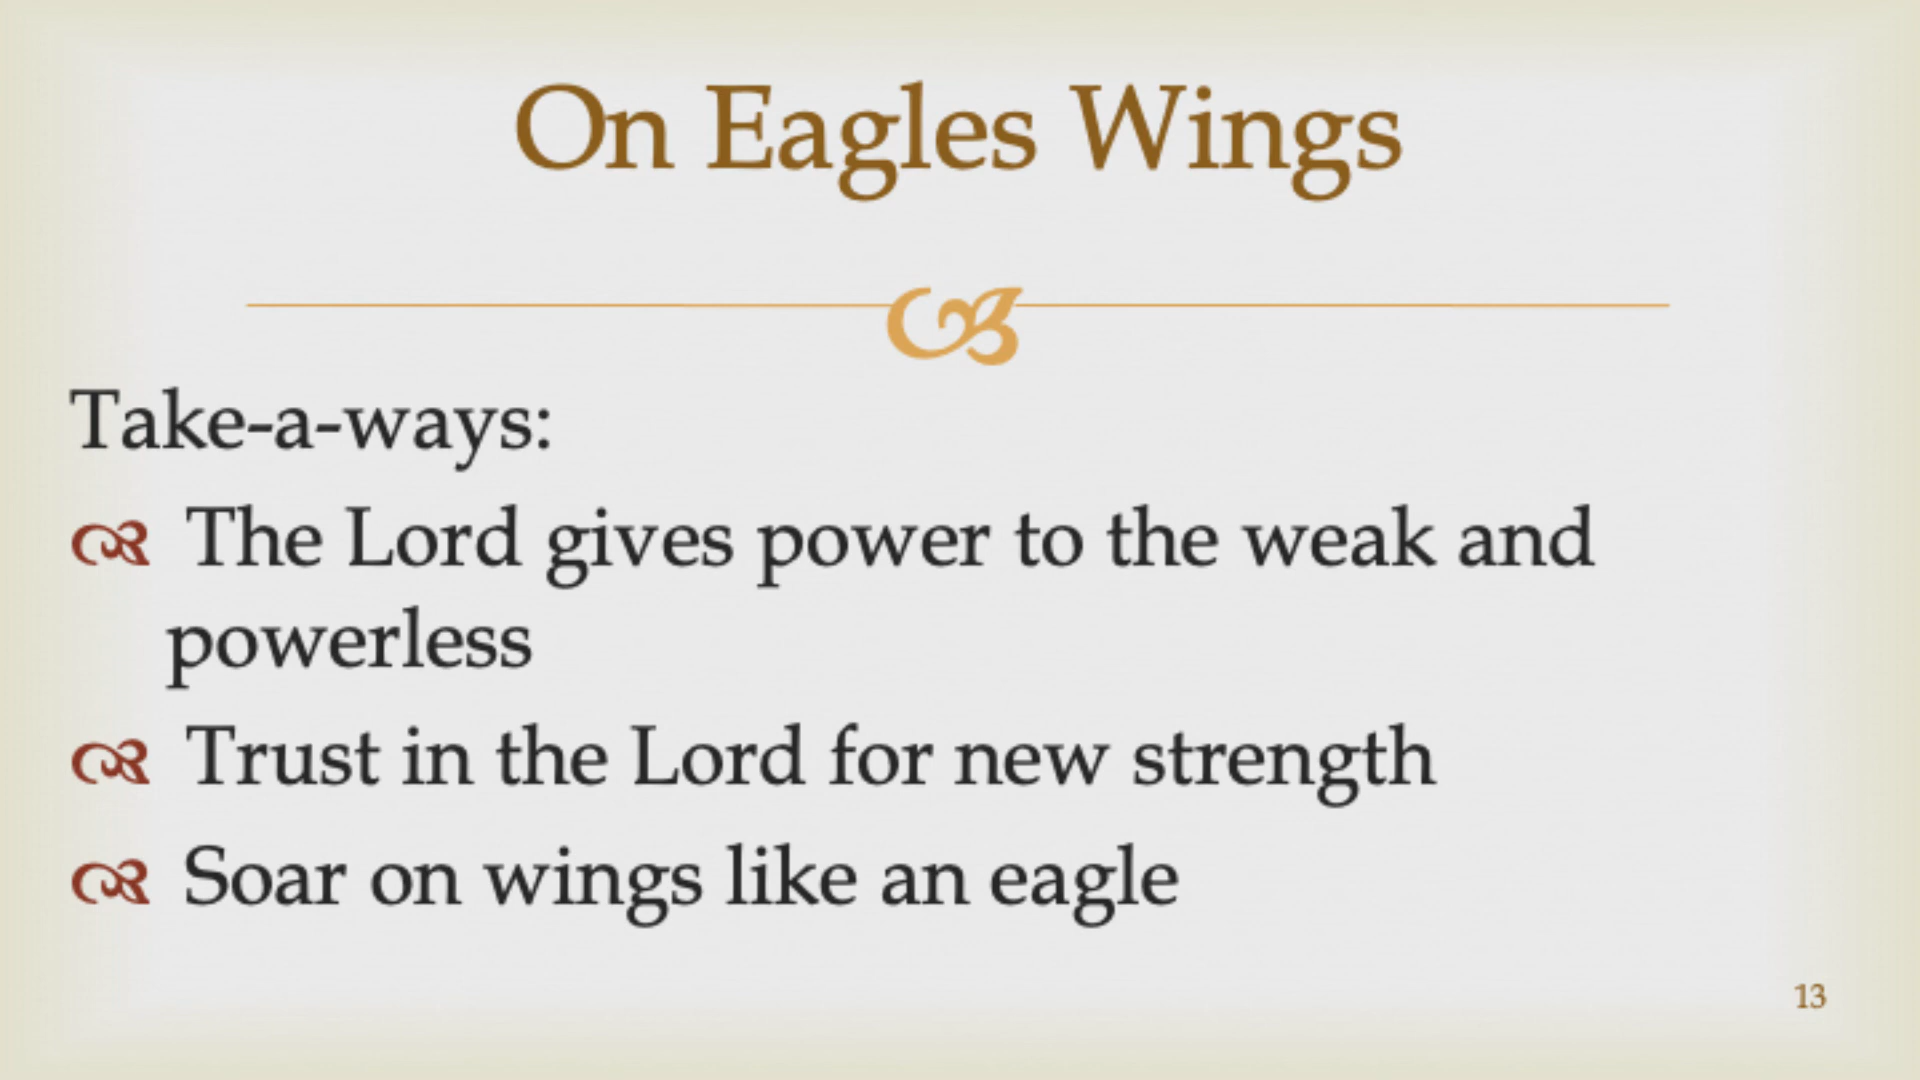 On Eagles Wings
Take-a-ways:
The Lord gives power to the weak and
powerless
Trust in the Lord for new strength
Soar on wings like an eagle
13